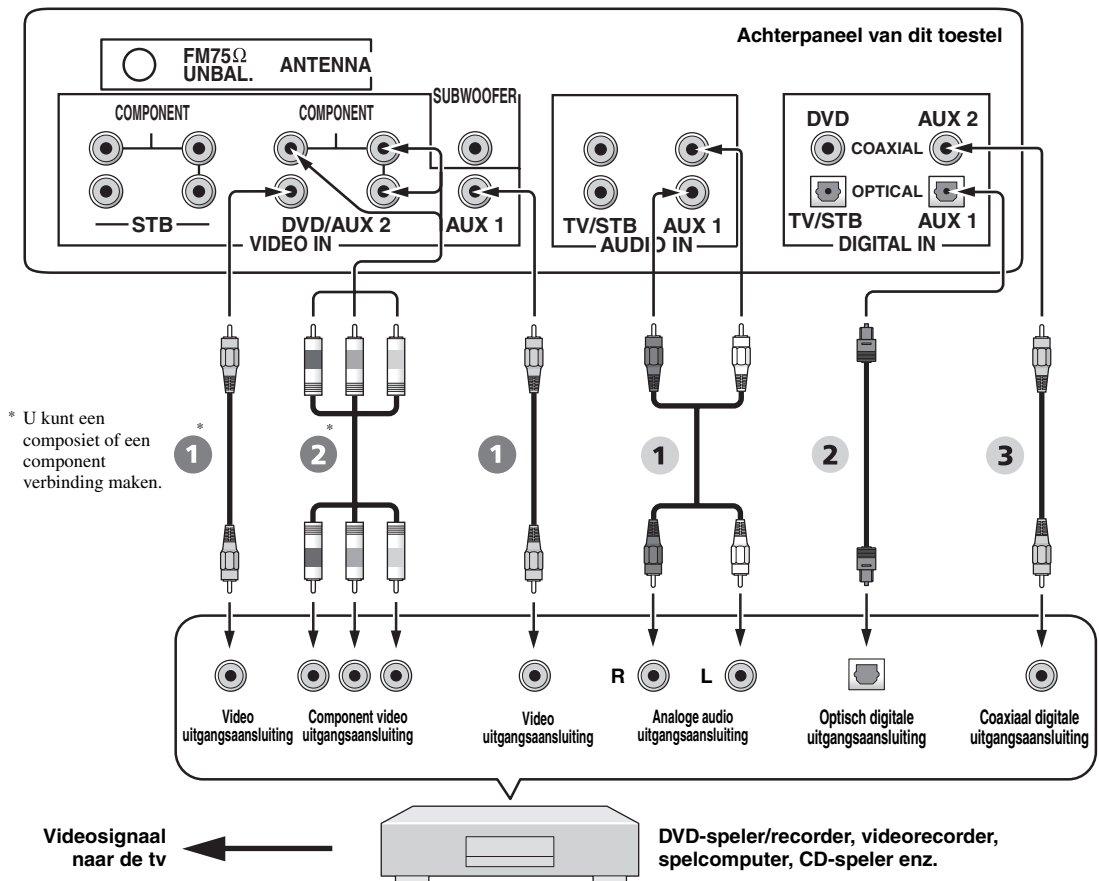 Achterpaneel van dit toestel
FM75Ω
UNBAL.
ANTENNA
COMPONENT
COMPONENT
SUBWOOFER
STB
DVD/AUX 2
AUX 1
VIDEO IN
TV/STB
AUX 1
AUDIO IN
DVD
AUX 2
COAXIAL
OPTICAL
TV/STB
AUX 1
DIGITAL IN
* U kunt een
composiet of een
component
verbinding maken.
1*
2*
1
1
2
3
R
L
Video
uitgangsaansluiting
Component video
uitgangsaansluiting
Video
uitgangsaansluiting
Analoge audio
uitgangsaansluiting
Optisch digitale
uitgangsaansluiting
Coaxiaal digitale
uitgangsaansluiting
Videosignaal
naar de tv
DVD-speler/recorder, videorecorder,
spelcomputer, CD-speler enz.